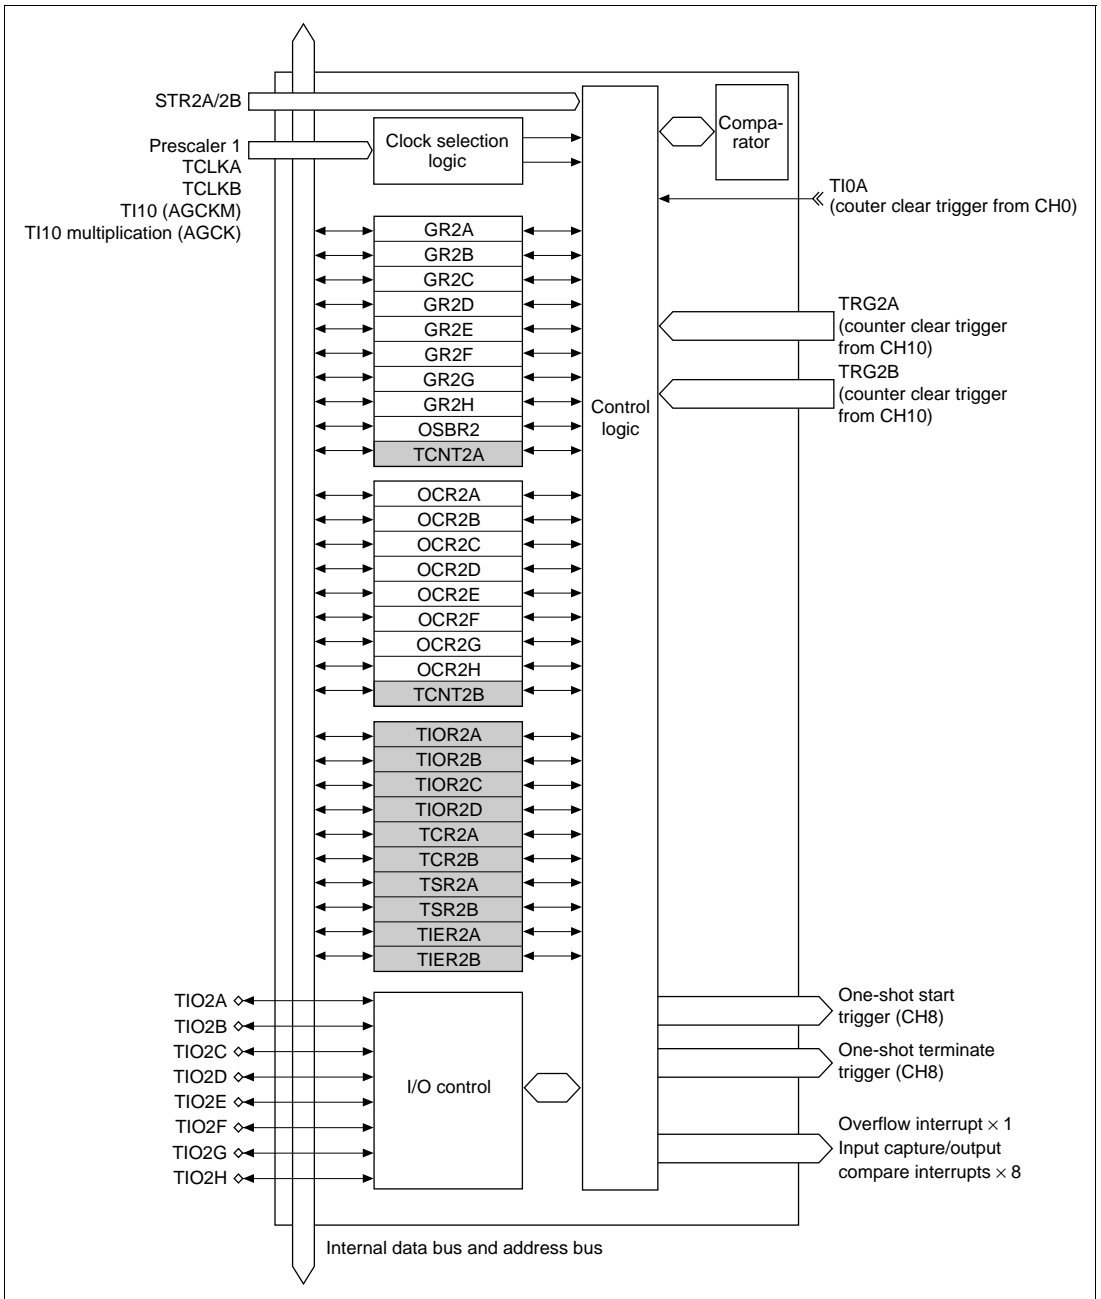 STR2A/2B
Prescaler 1
TCLKA
TCLKB
TI10 (AGCKM)
TI10 multiplication (AGCK)
Clock selection
logic
Compa-
rator
TI0A
(couter clear trigger from CH0)
GR2A
GR2B
GR2C
GR2D
GR2E
GR2F
GR2G
GR2H
OSBR2
TCNT2A
TRG2A
(counter clear trigger
from CH10)
TRG2B
(counter clear trigger
from CH10)
Control
logic
OCR2A
OCR2B
OCR2C
OCR2D
OCR2E
OCR2F
OCR2G
OCR2H
TCNT2B
TIOR2A
TIOR2B
TIOR2C
TIOR2D
TCR2A
TCR2B
TSR2A
TSR2B
TIER2A
TIER2B
TIO2A
TIO2B
TIO2C
TIO2D
TIO2E
TIO2F
TIO2G
TIO2H
I/O control
One-shot start
trigger (CH8)
One-shot terminate
trigger (CH8)
Overflow interrupt × 1
Input capture/output
compare interrupts × 8
Internal data bus and address bus